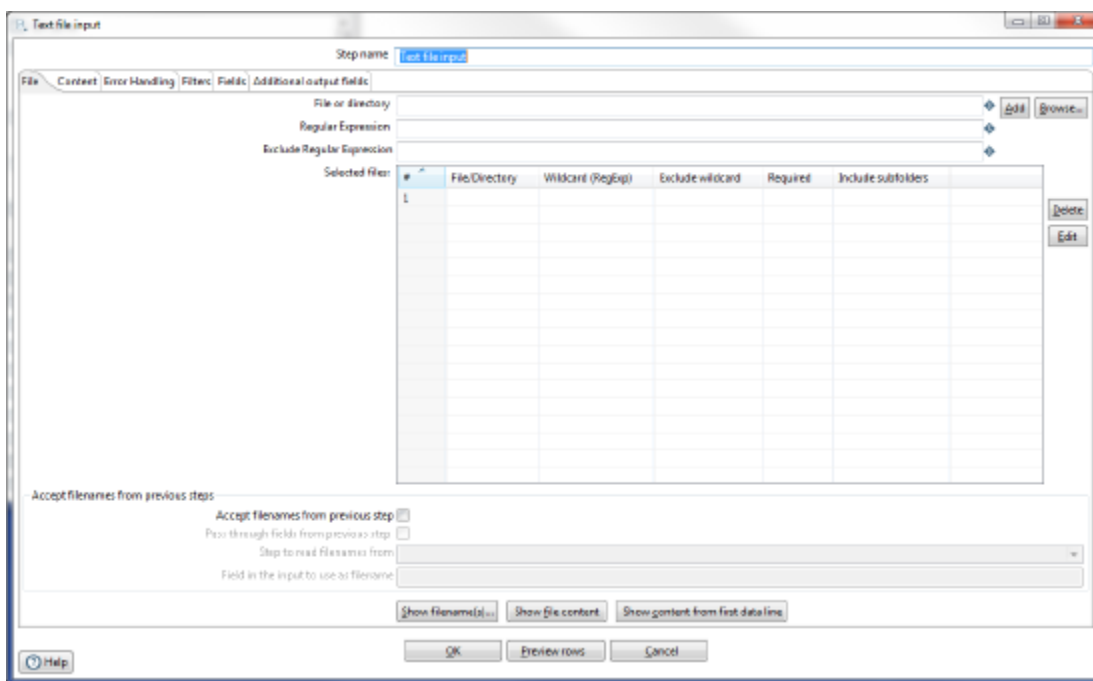 Text file input
Step name Text file input
File Content Error Handling Filters Fields Additional output fields
File or directory Add Browse...
Regular Expression
Exclude Regular Expression
Selected files: # File/Directory Wildcard (RegExp) Exclude wildcard Required Include subfolders
1
Delete
Edit
Accept filenames from previous steps
Accept filenames from previous step
Pass through fields from previous step
Step to read filenames from
Field in the input to use as filename
Show filename(s)... Show file content Show content from first data line
OK Preview rows Cancel
Help